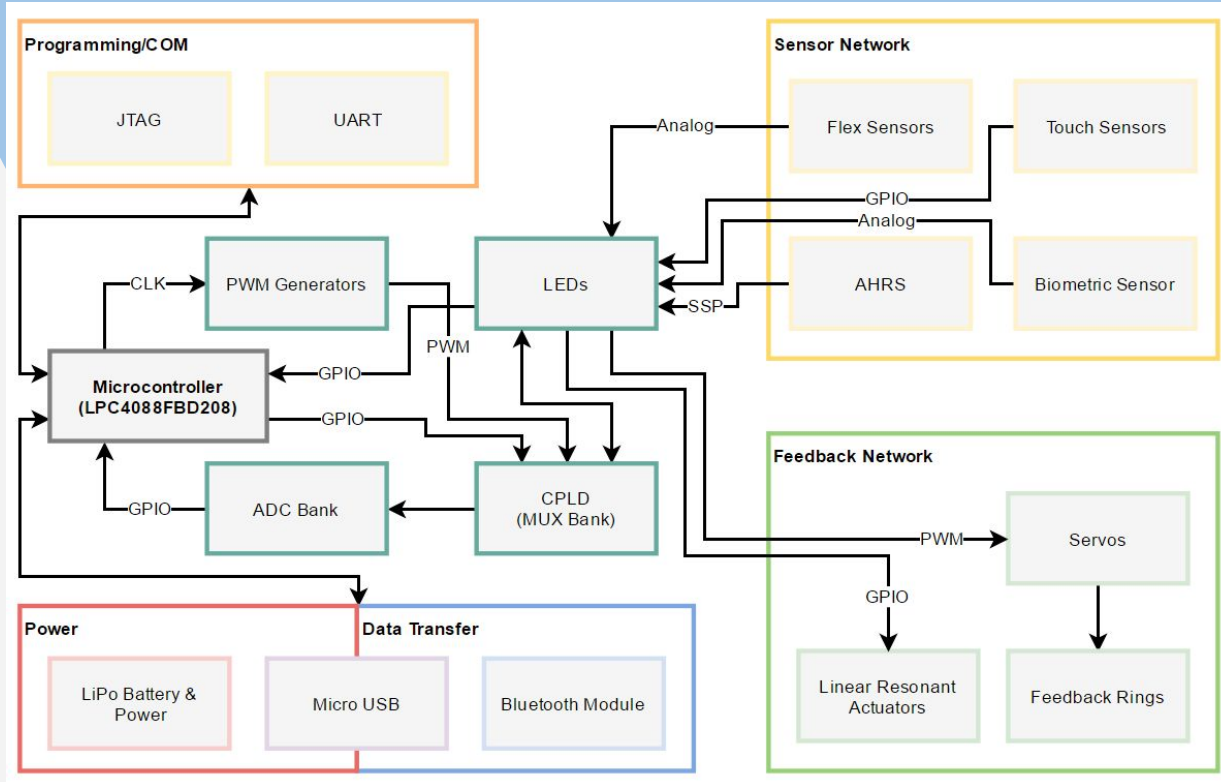 Programming/COM
JTAG
UART
Sensor Network
Flex Sensors
Touch Sensors
Analog
GPIO
Analog
AHRS
Biometric Sensor
SSP
CLK
PWM Generators
LEDs
PWM
GPIO
Microcontroller
(LPC4088FBD208)
GPIO
GPIO
ADC Bank
CPLD
(MUX Bank)
Feedback Network
PWM
Servos
GPIO
Linear Resonant
Actuators
Feedback Rings
Power
Data Transfer
LiPo Battery &
Power
Micro USB
Bluetooth Module